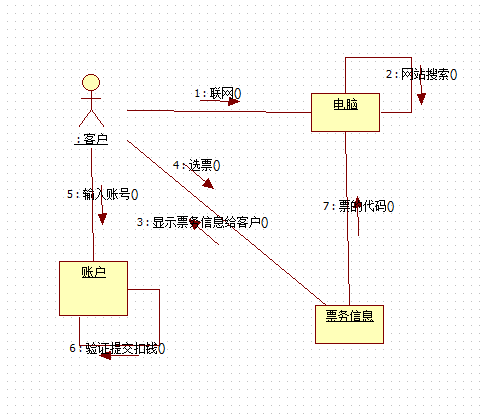 2 : 网站搜索()
1 : 联网()
电脑
: 客户
4 : 选票()
5 : 输入账号()
7 : 票的代码()
3 : 显示票务信息给客户()
账户
票务信息
6 : 验证提交扣钱()